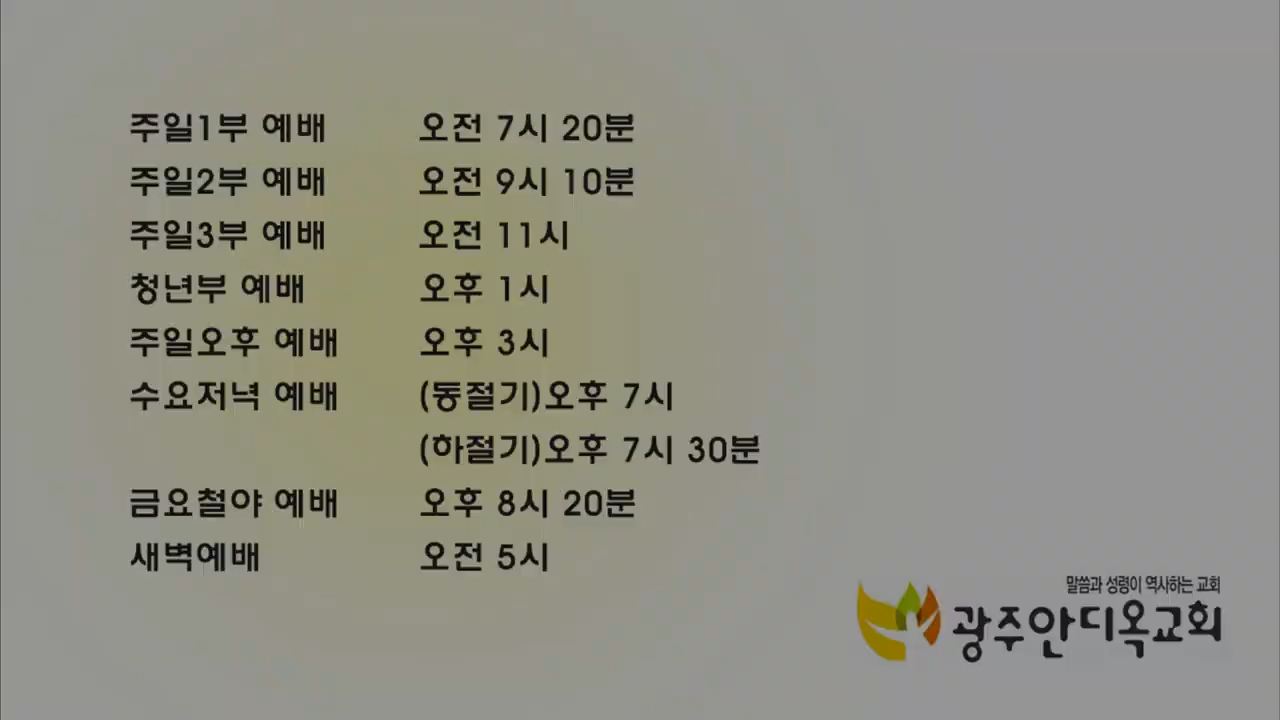 주일1부 예배 오전 7시 20분
주일2부 예배 오전 9시 10분
주일3부 예배 오전 11시
청년부 예배 오후 1시
주일오후 예배 오후 3시
수요저녁 예배 (동절기)오후 7시
(하절기)오후 7시 30분
금요철야 예배 오후 8시 20분
새벽예배 오전 5시
말씀과 성령이 역사하는 교회
광주안디옥교회